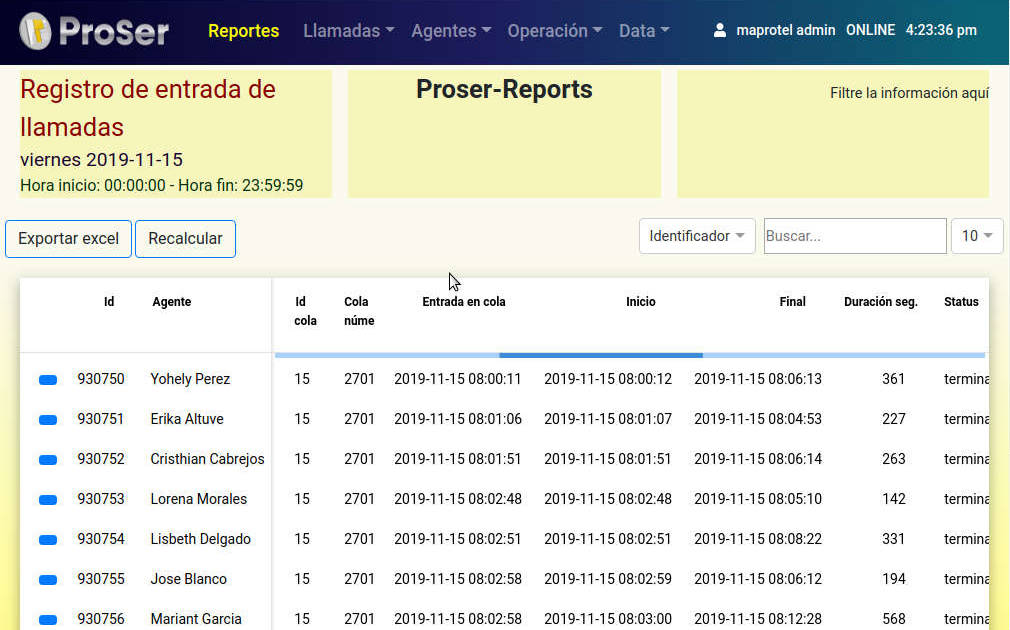 ProSer Reportes Llamadas Agentes Operación Data maprotel admin ONLINE 4:23:36 pm
Registro de entrada de
llamadas
viernes 2019-11-15
Hora inicio: 00:00:00 - Hora fin: 23:59:59
Proser-Reports
Filtre la información aquí
Exportar excel Recalcular Identificador Buscar... 10
Id Agente Id cola Cola núme Entrada en cola Inicio Final Duración seg. Status
930750 Yohely Perez 15 2701 2019-11-15 08:00:11 2019-11-15 08:00:12 2019-11-15 08:06:13 361 termina
930751 Erika Altuve 15 2701 2019-11-15 08:01:06 2019-11-15 08:01:07 2019-11-15 08:04:53 227 termina
930752 Cristhian Cabrejos 15 2701 2019-11-15 08:01:51 2019-11-15 08:01:51 2019-11-15 08:06:14 263 termina
930753 Lorena Morales 15 2701 2019-11-15 08:02:48 2019-11-15 08:02:48 2019-11-15 08:05:10 142 termina
930754 Lisbeth Delgado 15 2701 2019-11-15 08:02:51 2019-11-15 08:02:51 2019-11-15 08:08:22 331 termina
930755 Jose Blanco 15 2701 2019-11-15 08:02:58 2019-11-15 08:02:59 2019-11-15 08:06:12 194 termina
930756 Mariant Garcia 15 2701 2019-11-15 08:02:58 2019-11-15 08:03:00 2019-11-15 08:12:28 568 termina